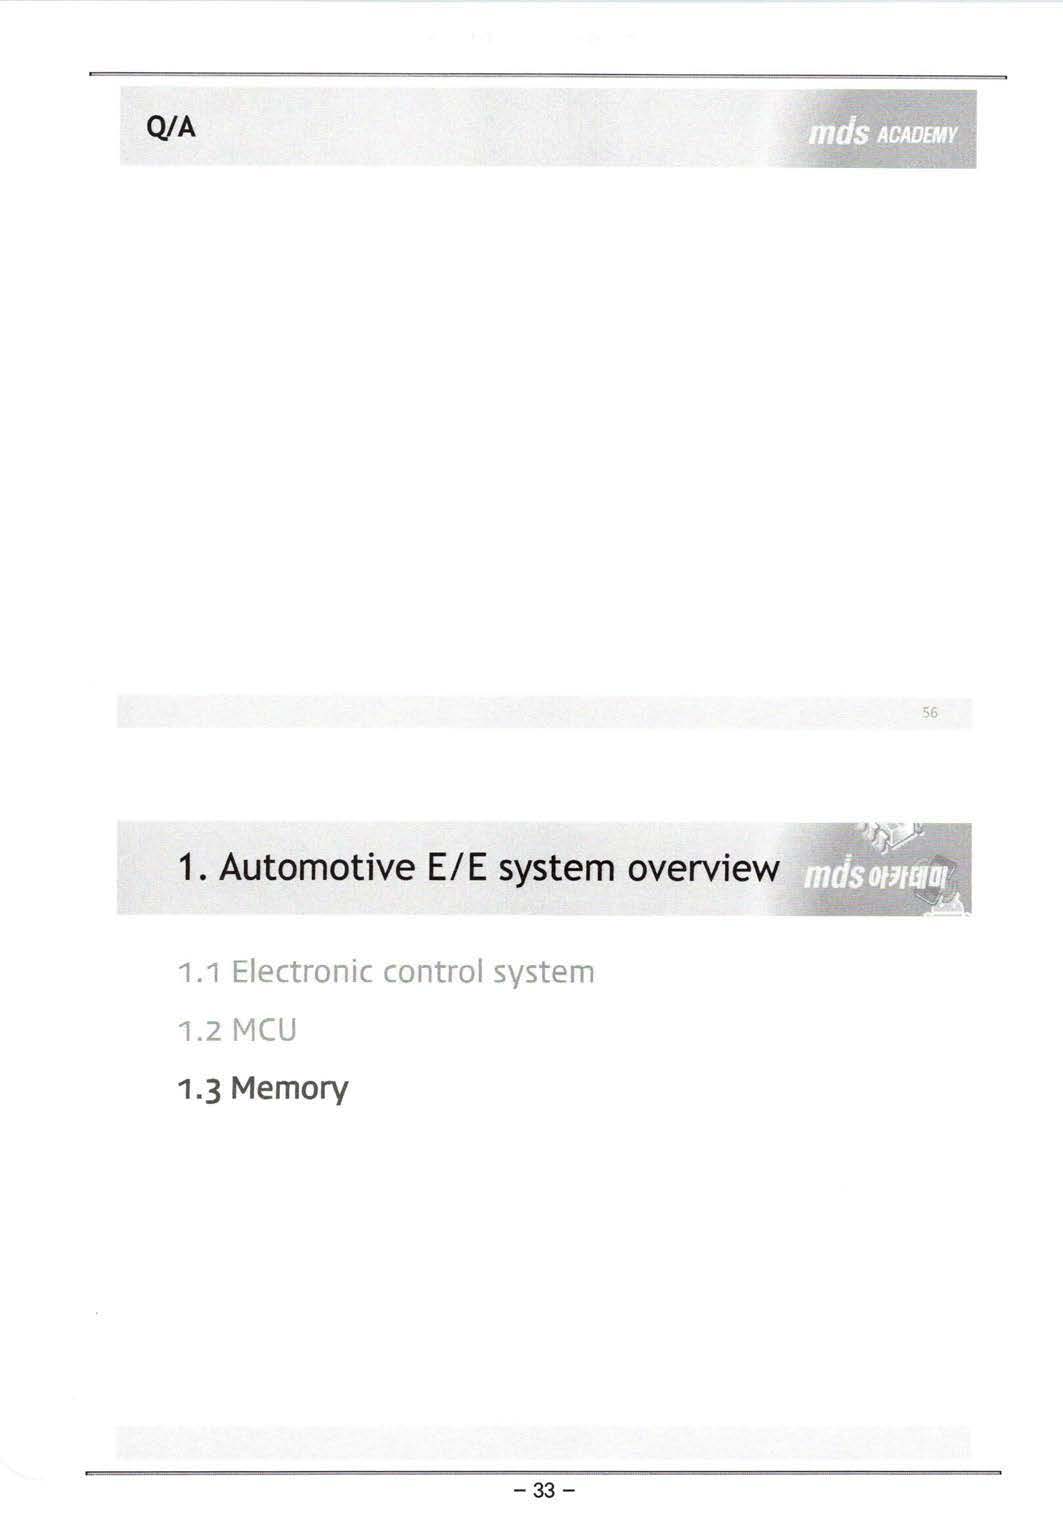 Q/A
mds ACADEMY
56
1. Automotive E/E system overview
mds 아카데미
1.1 Electronic control system
1.2 MCU
1.3 Memory
- 33 -